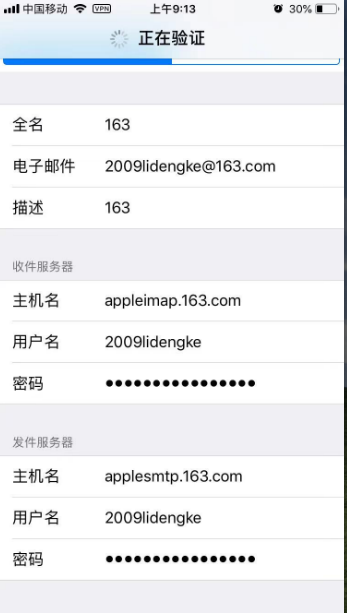 中国移动 VPN 上午9:13 30%
正在验证
全名 163
电子邮件 2009lidengke@163.com
描述 163
收件服务器
主机名 appleimap.163.com
用户名 2009lidengke
密码 ●●●●●●●●●●●●●●●●
发件服务器
主机名 applesmtp.163.com
用户名 2009lidengke
密码 ●●●●●●●●●●●●●●●●